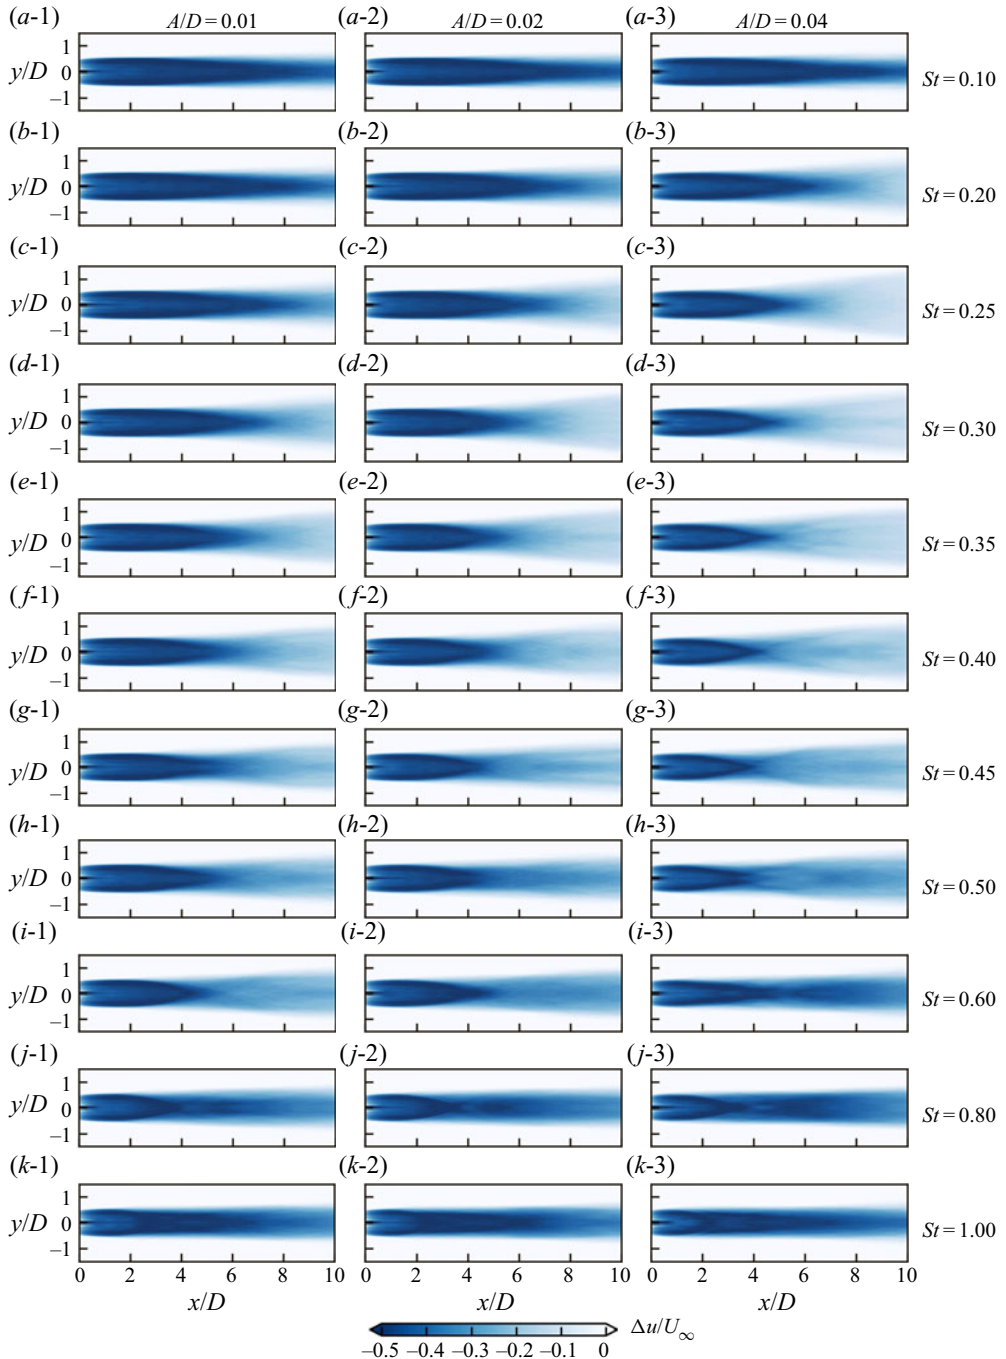 (a-1) A/D = 0.01 (a-2) A/D = 0.02 (a-3) A/D = 0.04
1
y/D 0 St = 0.10
–1
(b-1) (b-2) (b-3)
1
y/D 0 St = 0.20
–1
(c-1) (c-2) (c-3)
1
y/D 0 St = 0.25
–1
(d-1) (d-2) (d-3)
1
y/D 0 St = 0.30
–1
(e-1) (e-2) (e-3)
1
y/D 0 St = 0.35
–1
(f-1) (f-2) (f-3)
1
y/D 0 St = 0.40
–1
(g-1) (g-2) (g-3)
1
y/D 0 St = 0.45
–1
(h-1) (h-2) (h-3)
1
y/D 0 St = 0.50
–1
(i-1) (i-2) (i-3)
1
y/D 0 St = 0.60
–1
(j-1) (j-2) (j-3)
1
y/D 0 St = 0.80
–1
(k-1) (k-2) (k-3)
1
y/D 0 St = 1.00
–1
0 2 4 6 8 10 0 2 4 6 8 10 0 2 4 6 8 10
x/D x/D x/D
Δu/U∞
–0.5 –0.4 –0.3 –0.2 –0.1 0